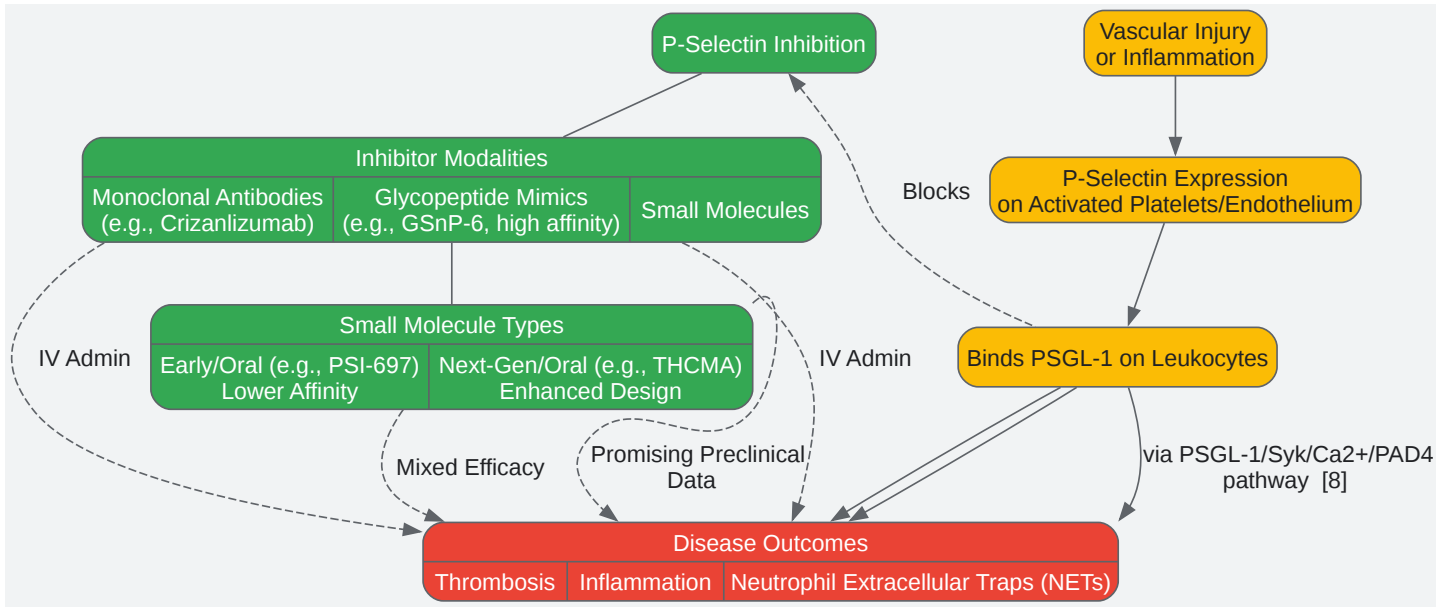 P-Selectin Inhibition
Vascular Injury
or Inflammation
Inhibitor Modalities
Monoclonal Antibodies
(e.g., Crizanlizumab)
Glycopeptide Mimics
(e.g., GSnP-6, high affinity)
Small Molecules
Blocks
P-Selectin Expression
on Activated Platelets/Endothelium
Small Molecule Types
Early/Oral (e.g., PSI-697)
Lower Affinity
Next-Gen/Oral (e.g., THCMA)
Enhanced Design
IV Admin
IV Admin
Binds PSGL-1 on Leukocytes
Mixed Efficacy
Promising Preclinical
Data
via PSGL-1/Syk/Ca2+/PAD4
pathway [8]
Disease Outcomes
Thrombosis
Inflammation
Neutrophil Extracellular Traps (NETs)